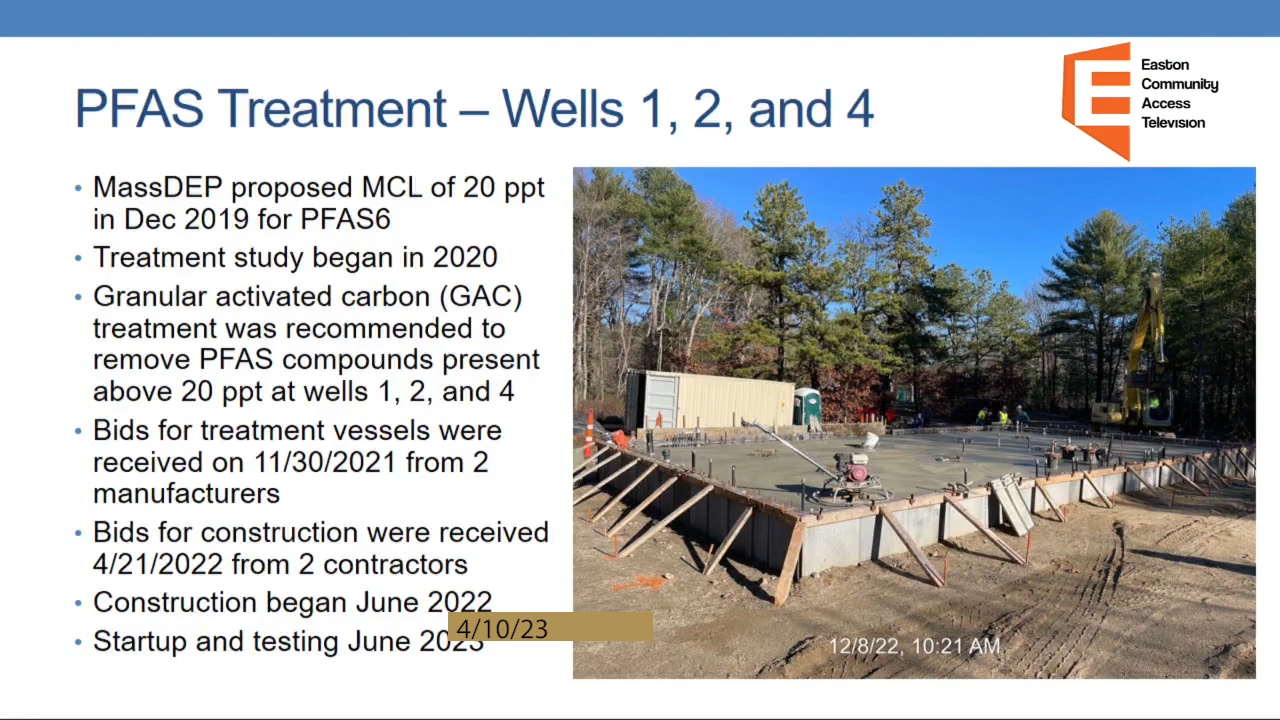 Easton
Community
Access
Television
PFAS Treatment – Wells 1, 2, and 4
• MassDEP proposed MCL of 20 ppt
in Dec 2019 for PFAS6
• Treatment study began in 2020
• Granular activated carbon (GAC)
treatment was recommended to
remove PFAS compounds present
above 20 ppt at wells 1, 2, and 4
• Bids for treatment vessels were
received on 11/30/2021 from 2
manufacturers
• Bids for construction were received
4/21/2022 from 2 contractors
• Construction began June 2022
• Startup and testing June 2023
4/10/23
12/8/22, 10:21 AM